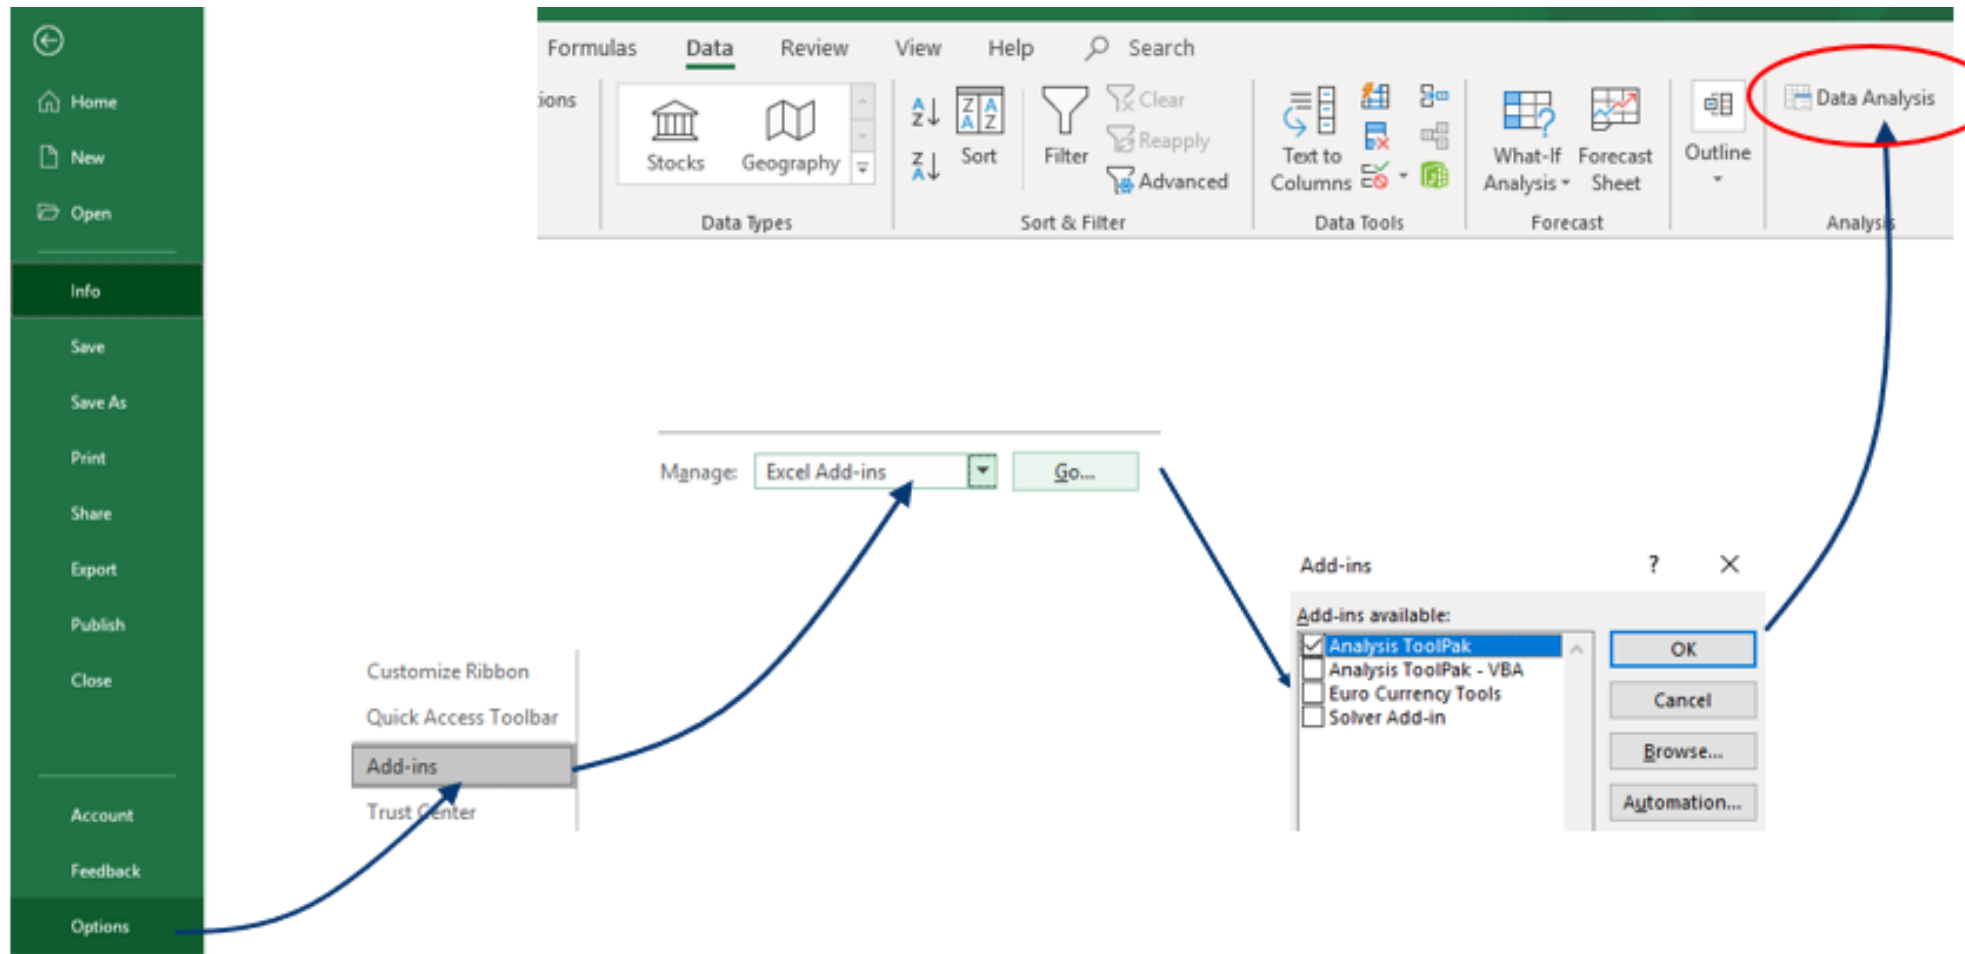 Home
New
Open
Info
Save
Save As
Print
Share
Export
Publish
Close
Account
Feedback
Options
Formulas Data Review View Help Search
ions
Stocks Geography
Data Types
Sort
Filter
Clear
Reapply
Advanced
Sort & Filter
Text to
Columns
Data Tools
What-If
Analysis
Forecast
Sheet
Forecast
Outline
Data Analysis
Analysis
Manage: Excel Add-ins Go...
Customize Ribbon
Quick Access Toolbar
Add-ins
Trust Center
Add-ins ?
Add-ins available:
Analysis ToolPak
Analysis ToolPak - VBA
Euro Currency Tools
Solver Add-in
OK
Cancel
Browse...
Automation...